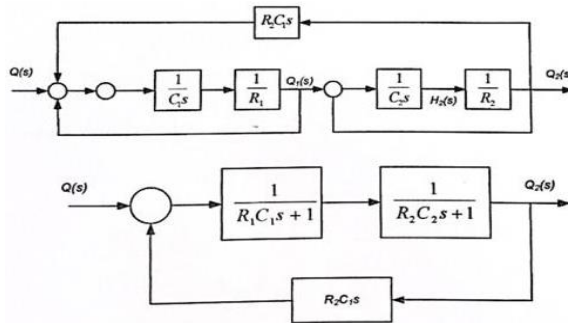 R₂C₁s
Q(s) 1/C₁s 1/R₁ Q₁(s) 1/C₂s H₂(s) 1/R₂ Q₂(s
Q(s) 1/R₁C₁s + 1 1/R₂C₂s + 1 Q₂(s)
R₂C₁s